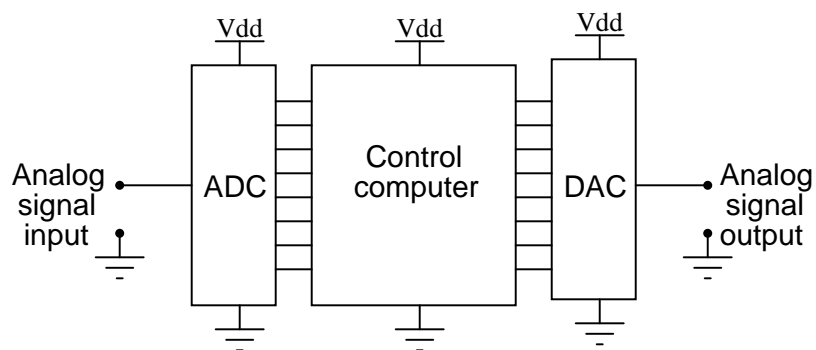 Vdd
Vdd
Vdd
Analog
signal
input
ADC
Control
computer
DAC
Analog
signal
output